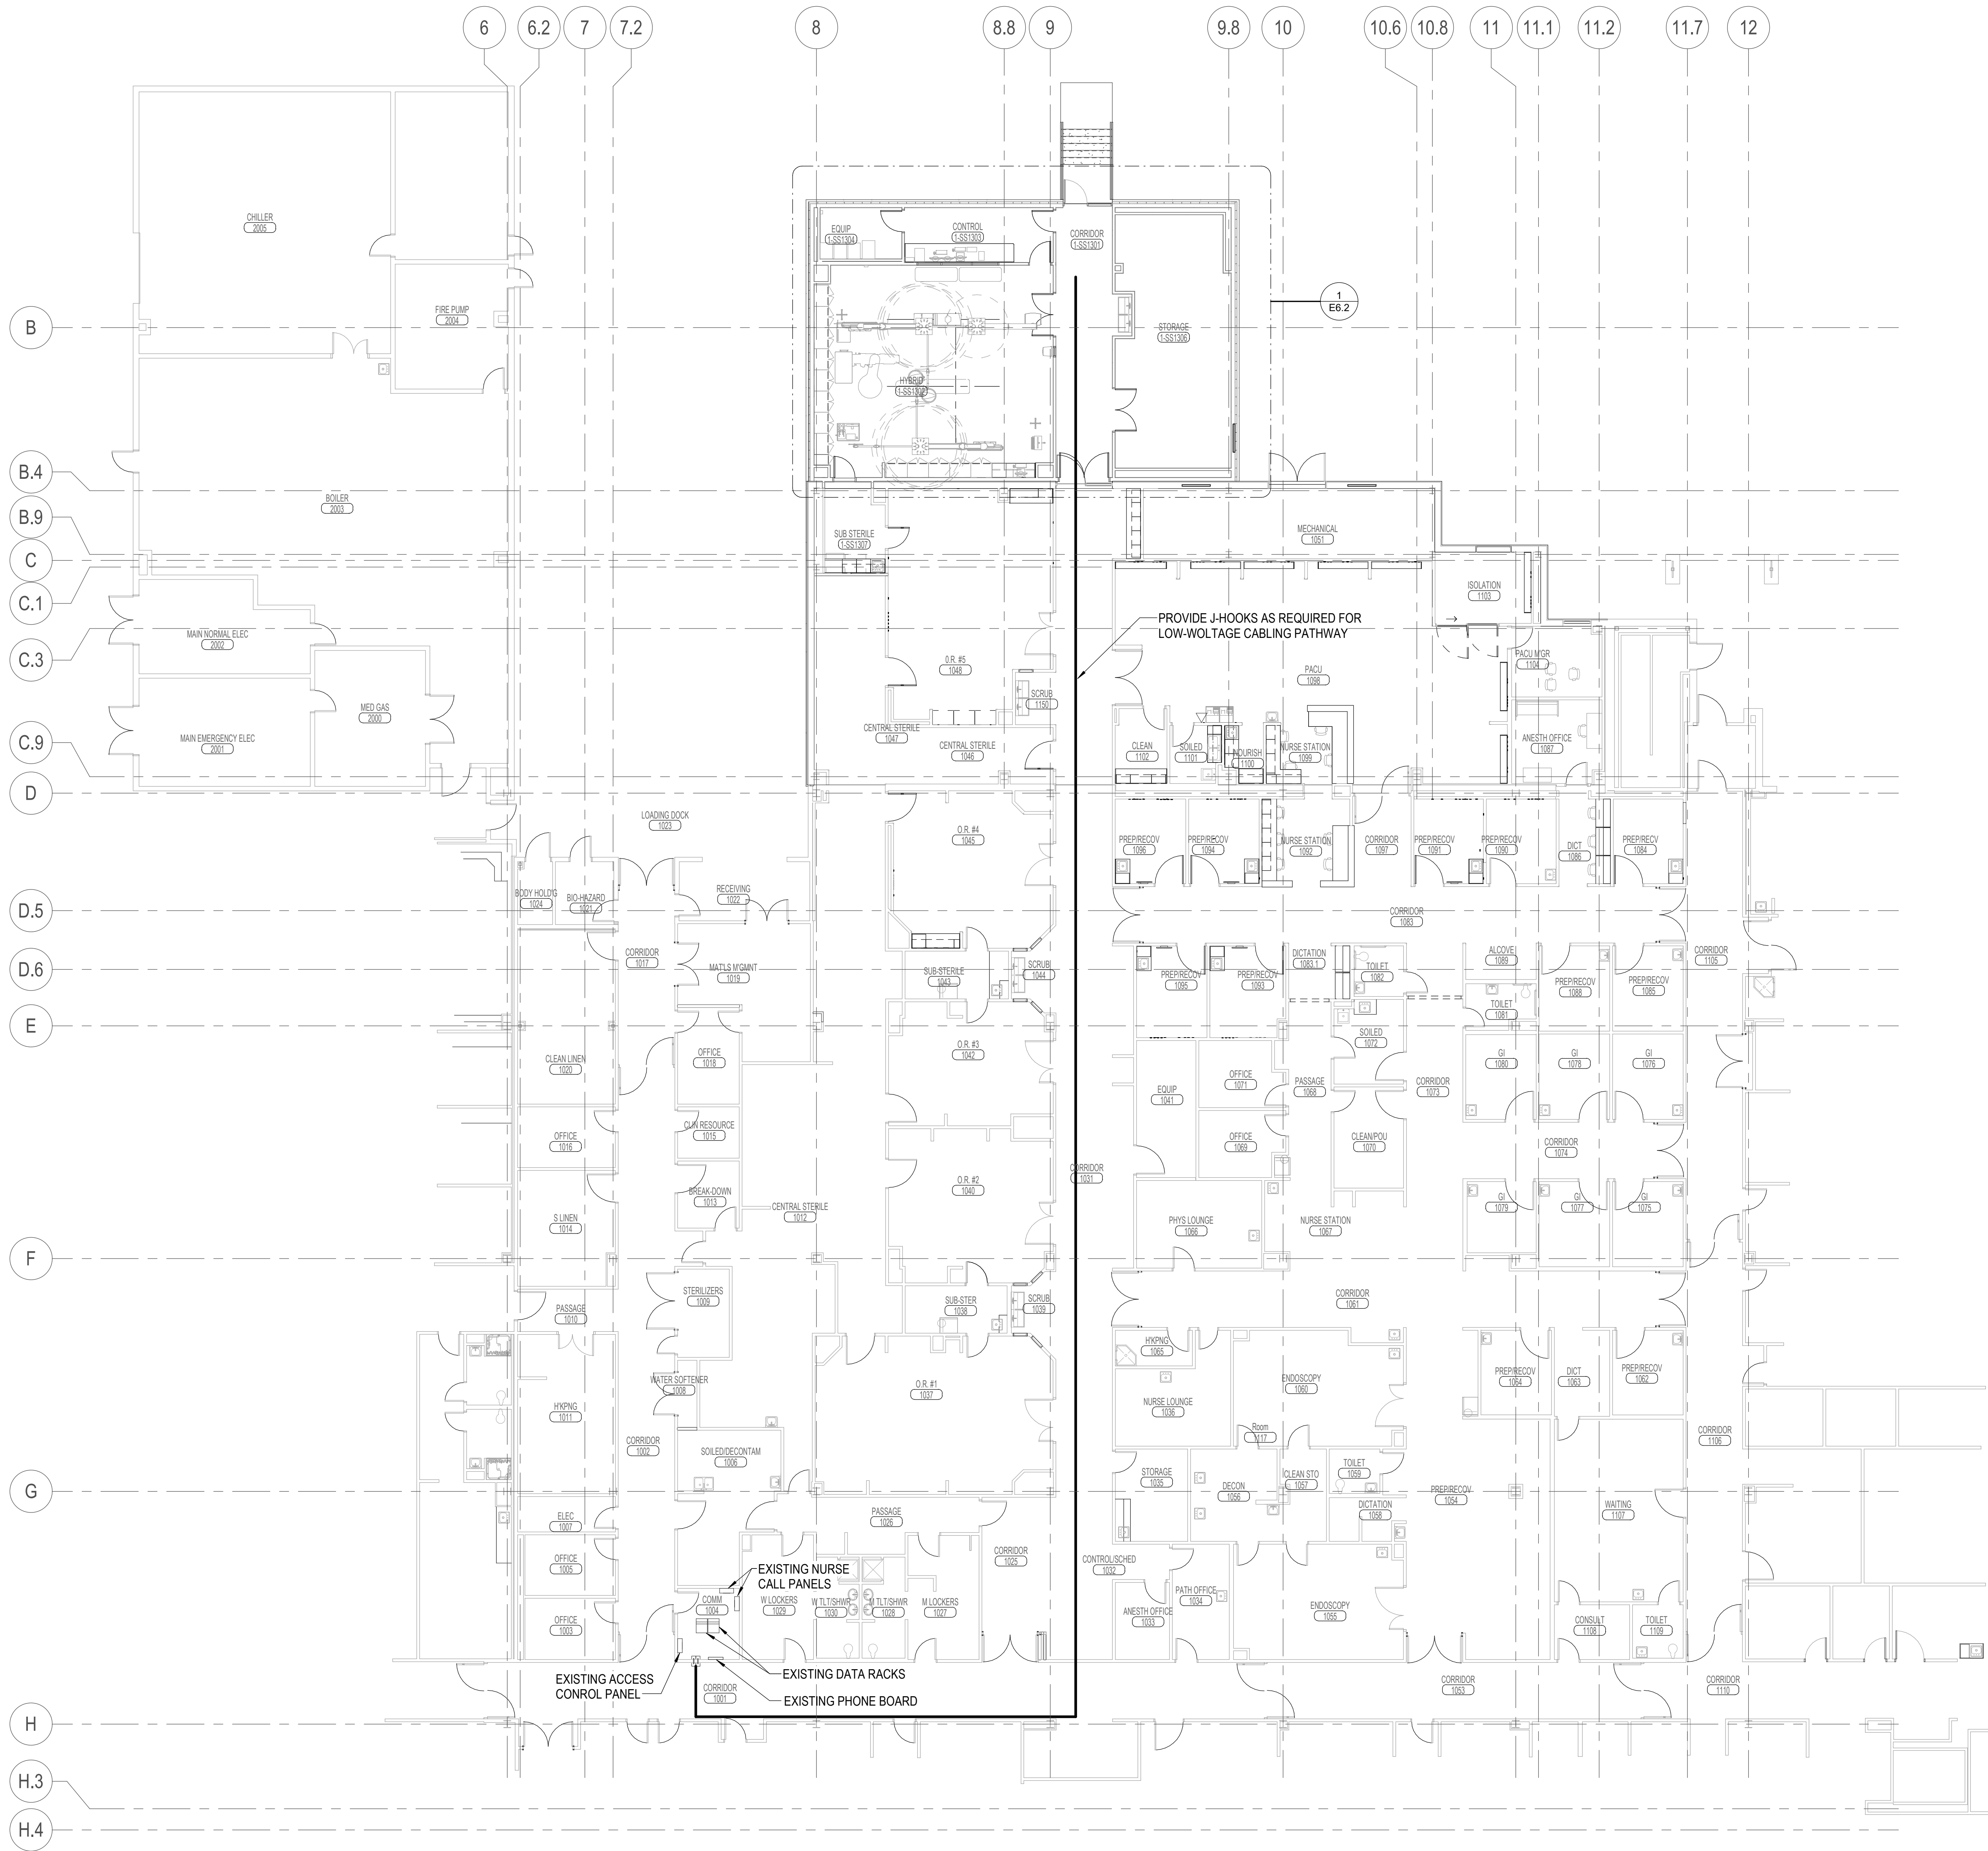 6
6.2
7
7.2
8
8.8
9
9.8
10
10.6
10.8
11
11.1
11.2
11.7
12
CHILLER
2005
EQUIP
1-SS1304
CONTROL
1-SS1303
CORRIDOR
1-SS1301
1
E6.2
FIRE PUMP
2004
B
STORAGE
1-SS1306
HYBRID
1-SS1302
B.4
BOILER
2003
B.9
SUB STERILE
1-SS1307
MECHANICAL
1051
C
ISOLATION
1103
C.1
MAIN NORMAL ELEC
2002
PROVIDE J-HOOKS AS REQUIRED FOR
LOW-WOLTAGE CABLING PATHWAY
C.3
O.R. #5
1048
PACU M'GR
1104
PACU
1098
SCRUB
1150
MED GAS
2000
MAIN EMERGENCY ELEC
2001
CENTRAL STERILE
1047
CENTRAL STERILE
1046
C.9
CLEAN
1102
SOILED
1101
NOURISH
1100
NURSE STATION
1099
ANESTH OFFICE
1087
D
LOADING DOCK
1023
O.R. #4
1045
PREP/RECOV
1096
PREP/RECOV
1094
NURSE STATION
1092
CORRIDOR
1097
PREP/RECOV
1091
PREP/RECOV
1090
DICT
1086
PREP/RECV
1084
BODY HOLD'G
1024
BIO-HAZARD
1021
RECEIVING
1022
D.5
CORRIDOR
1083
CORRIDOR
1017
D.6
MAT'LS M'GMNT
1019
SUB-STERILE
1043
SCRUB
1044
PREP/RECOV
1095
PREP/RECOV
1093
DICTATION
1083.1
TOILET
1082
ALCOVE
1089
PREP/RECOV
1088
PREP/RECOV
1085
CORRIDOR
1105
TOILET
1081
E
CLEAN LINEN
1020
OFFICE
1018
O.R. #3
1042
SOILED
1072
EQUIP
1041
OFFICE
1071
PASSAGE
1068
CORRIDOR
1073
GI
1080
GI
1078
GI
1076
OFFICE
1016
CLIN RESOURCE
1015
OFFICE
1069
CLEAN/POU
1070
CORRIDOR
1074
CORRIDOR
1031
BREAK-DOWN
1013
O.R. #2
1040
S LINEN
1014
CENTRAL STERILE
1012
PHYS LOUNGE
1066
NURSE STATION
1067
GI
1079
GI
1077
GI
1075
F
STERILIZERS
1009
SUB-STER
1038
SCRUB
1039
CORRIDOR
1061
PASSAGE
1010
H'KPNG
1065
WATER SOFTENER
1008
O.R. #1
1037
ENDOSCOPY
1060
PREP/RECOV
1064
DICT
1063
PREP/RECOV
1062
H'KPNG
1011
NURSE LOUNGE
1036
CORRIDOR
1002
SOILED/DECONTAM
1006
Room
1117
CORRIDOR
1106
STORAGE
1035
DECON
1056
CLEAN STO
1057
TOILET
1059
PREP/RECOV
1054
G
ELEC
1007
PASSAGE
1026
DICTATION
1058
WAITING
1107
OFFICE
1005
CORRIDOR
1025
CONTROL/SCHED
1032
EXISTING NURSE
CALL PANELS
COMM
1004
W LOCKERS
1029
W TLT/SHWR
1030
M TLT/SHWR
1028
M LOCKERS
1027
PATH OFFICE
1034
ANESTH OFFICE
1033
ENDOSCOPY
1055
OFFICE
1003
CONSULT
1108
TOILET
1109
EXISTING ACCESS
CONROL PANEL
EXISTING DATA RACKS
EXISTING PHONE BOARD
CORRIDOR
1001
CORRIDOR
1053
CORRIDOR
1110
H
H.3
H.4